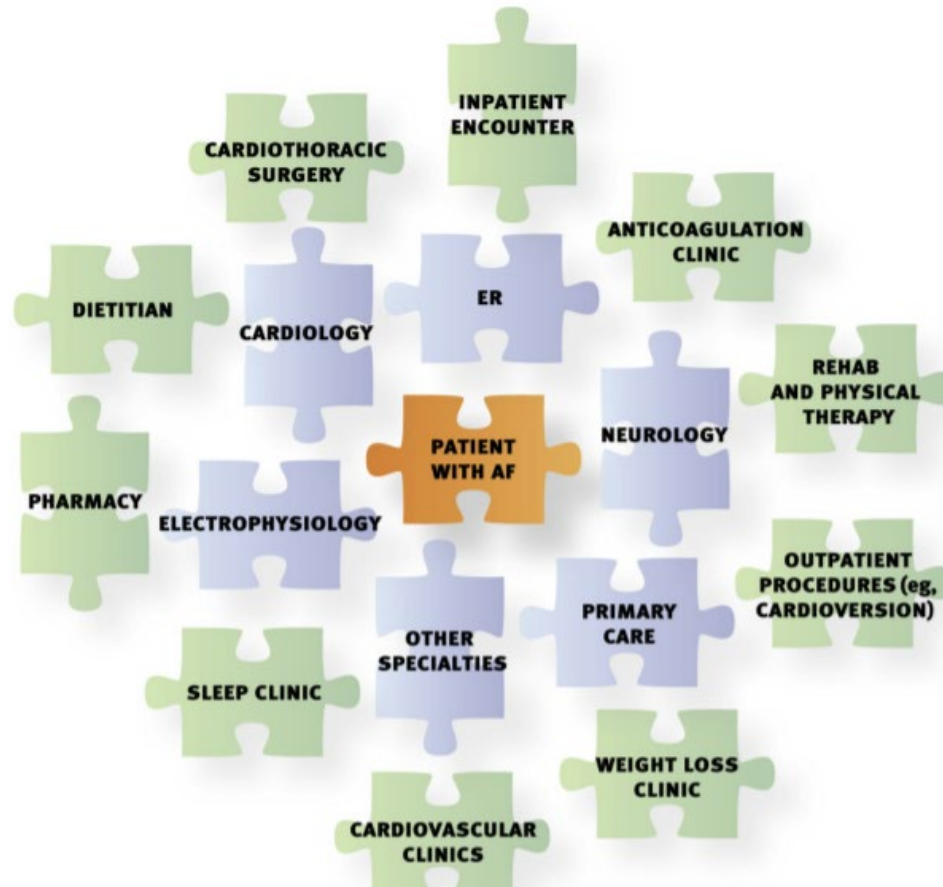 INPATIENT
ENCOUNTER
CARDIOTHORACIC
SURGERY
ANTICOAGULATION
CLINIC
DIETITIAN
CARDIOLOGY
ER
REHAB
AND PHYSICAL
THERAPY
PATIENT
WITH AF
NEUROLOGY
PHARMACY
ELECTROPHYSIOLOGY
OUTPATIENT
PROCEDURES (eg,
CARDIOVERSION)
OTHER
SPECIALTIES
PRIMARY
CARE
SLEEP CLINIC
WEIGHT LOSS
CLINIC
CARDIOVASCULAR
CLINICS